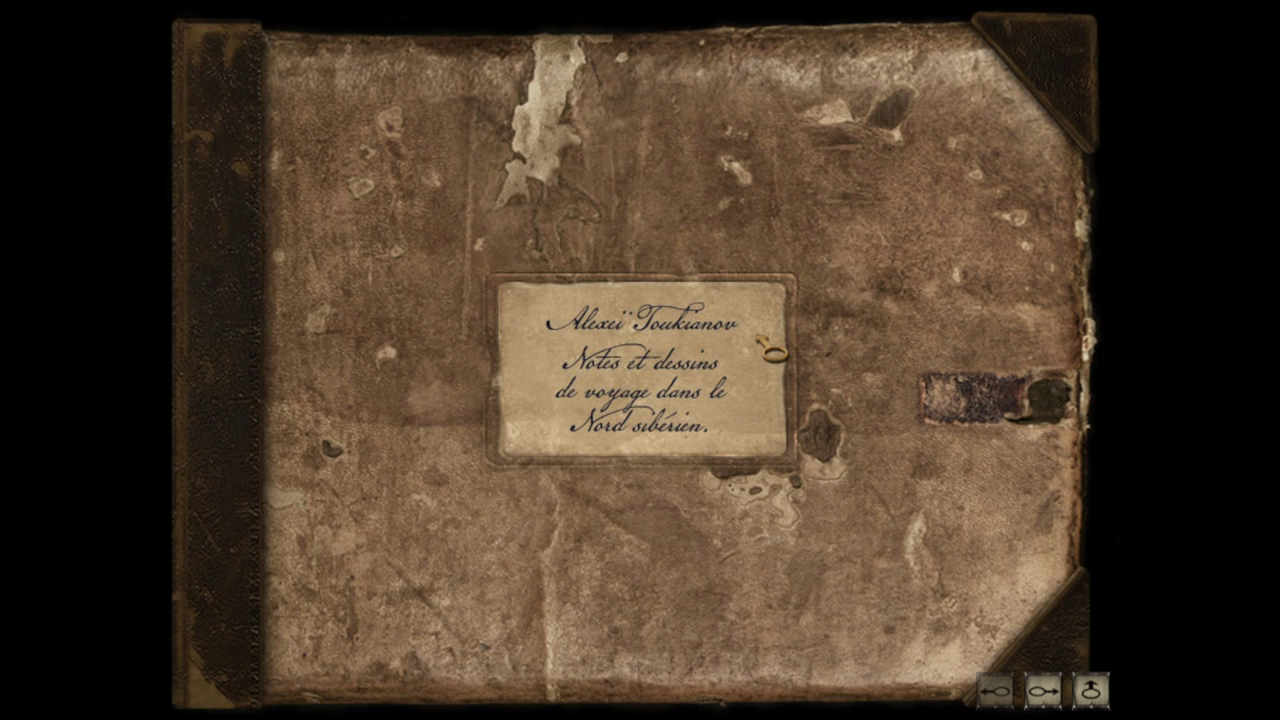 Alexeï Toukianov
Notes et dessins
de voyage dans le
Nord sibérien.